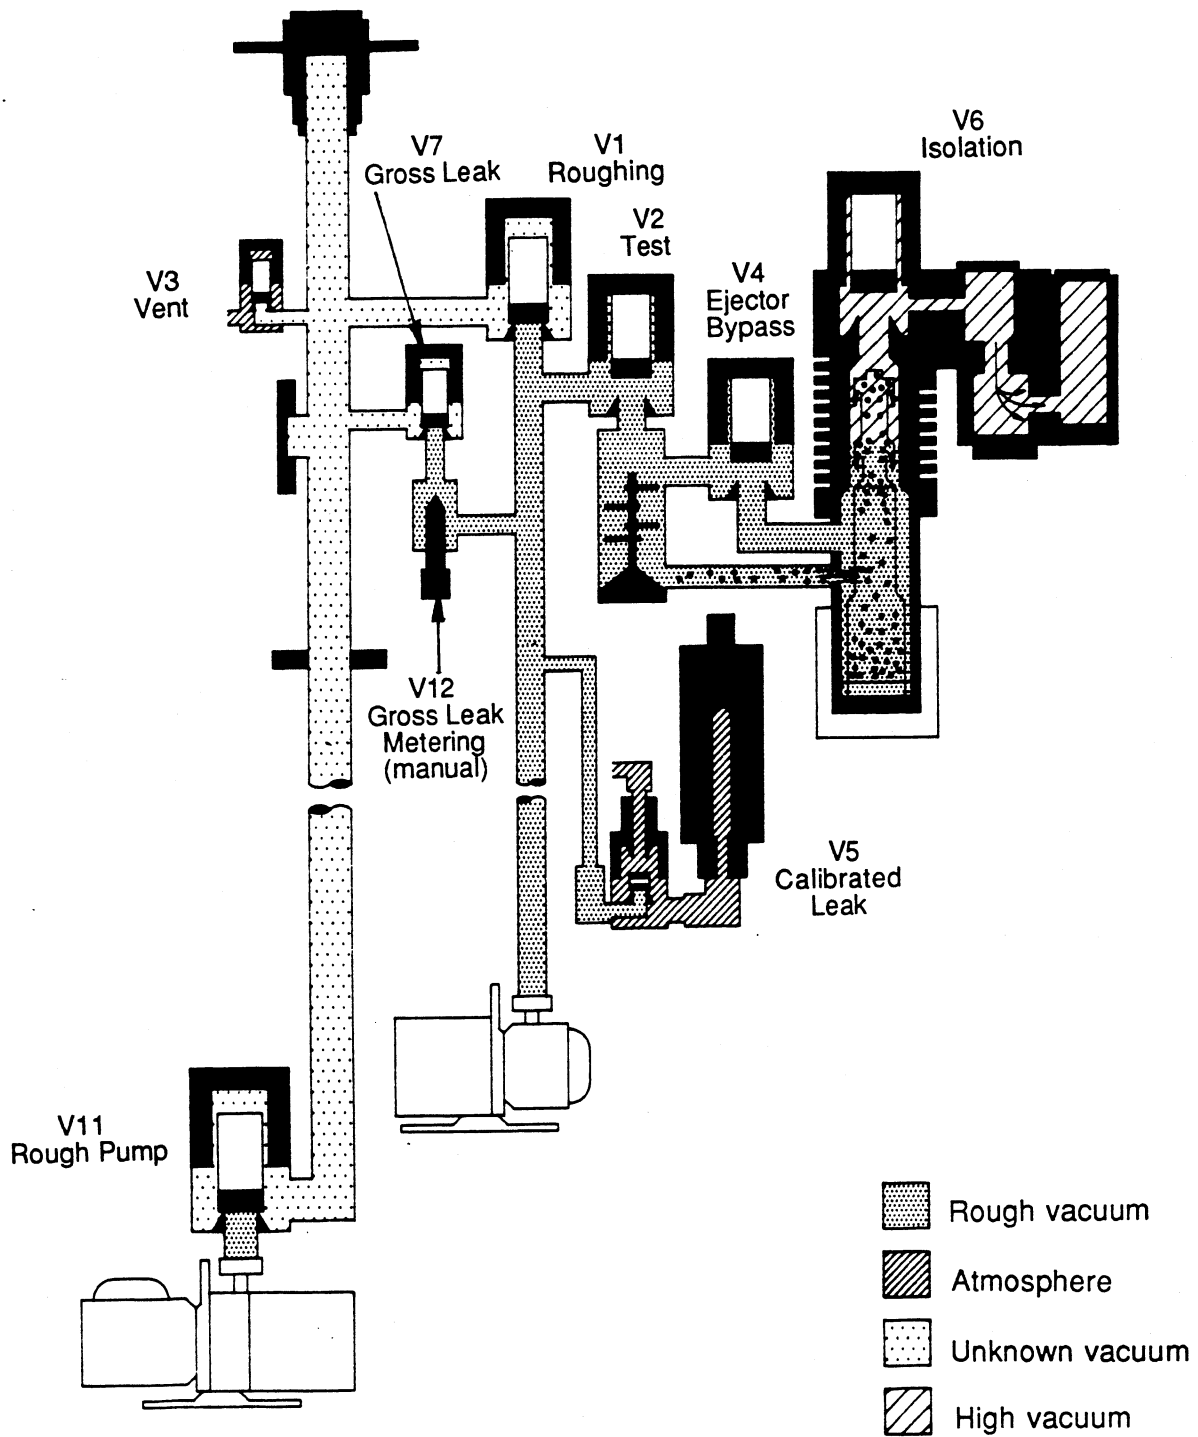 V6
Isolation
V7
Gross Leak
V1
Roughing
V2
Test
V4
Ejector
Bypass
V3
Vent
V12
Gross Leak
Metering
(manual)
V5
Calibrated
Leak
V11
Rough Pump
Rough vacuum
Atmosphere
Unknown vacuum
High vacuum